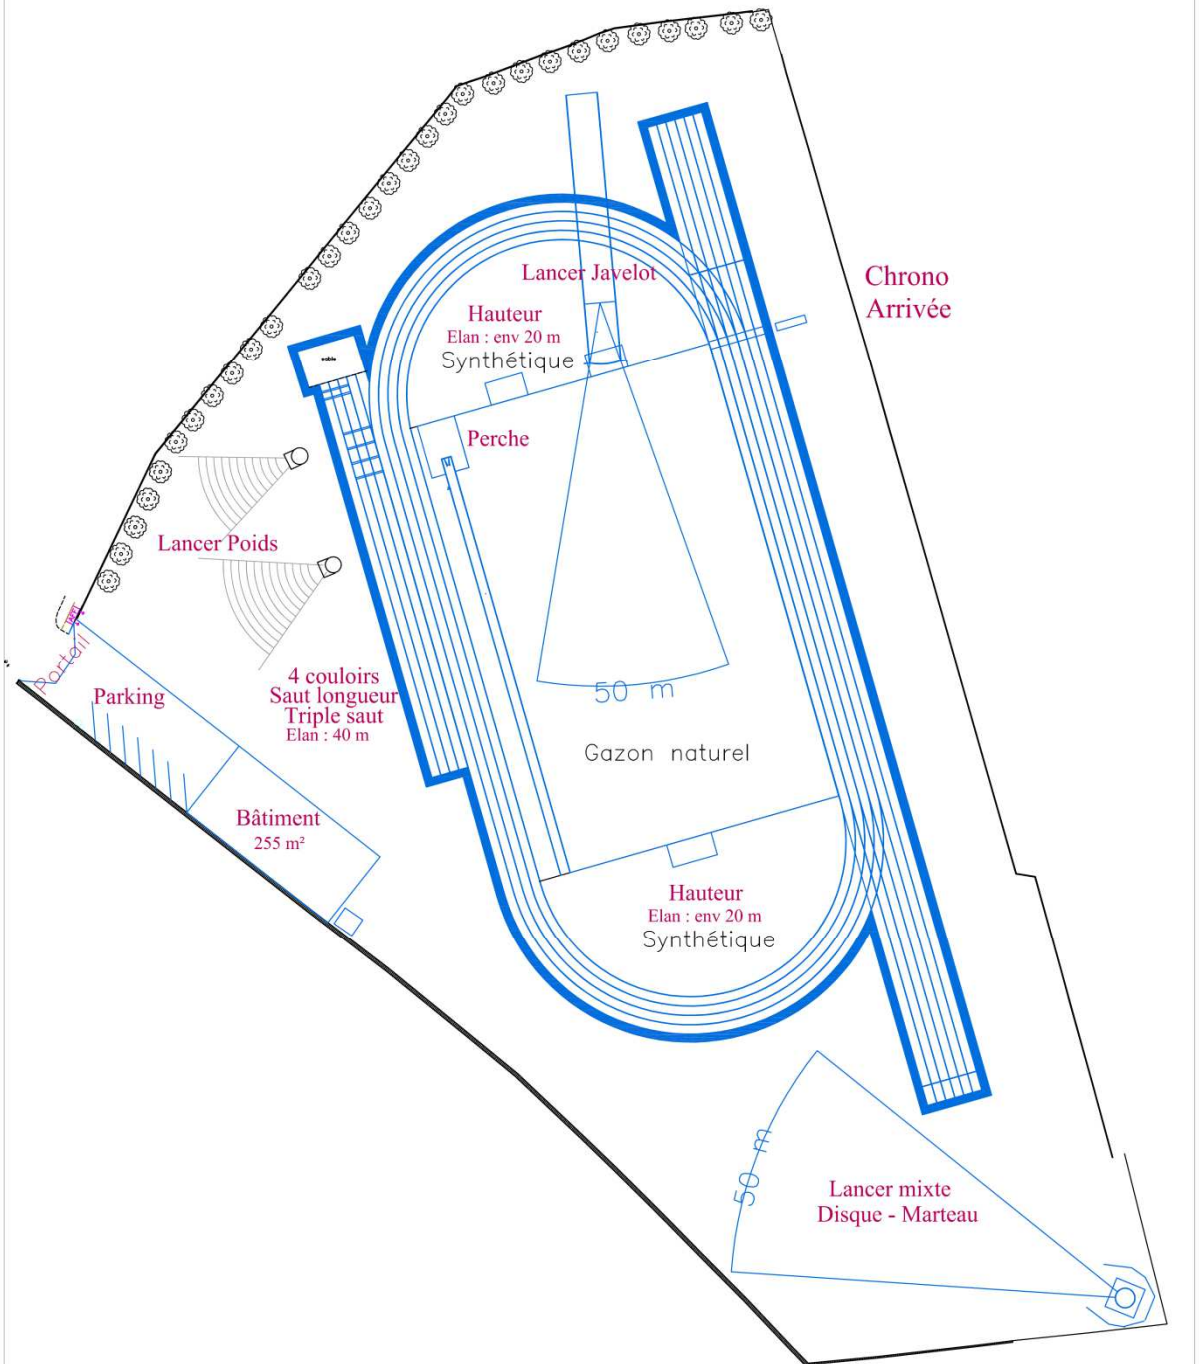 Lancer Javelot
Chrono
Arrivée
Hauteur
Elan : env 20 m
Synthétique
sable
Perche
Lancer Poids
Portail
Parking
4 couloirs
Saut longueur
Triple saut
Elan : 40 m
50 m
Gazon naturel
Bâtiment
255 m²
Hauteur
Elan : env 20 m
Synthétique
50 m
Lancer mixte
Disque - Marteau